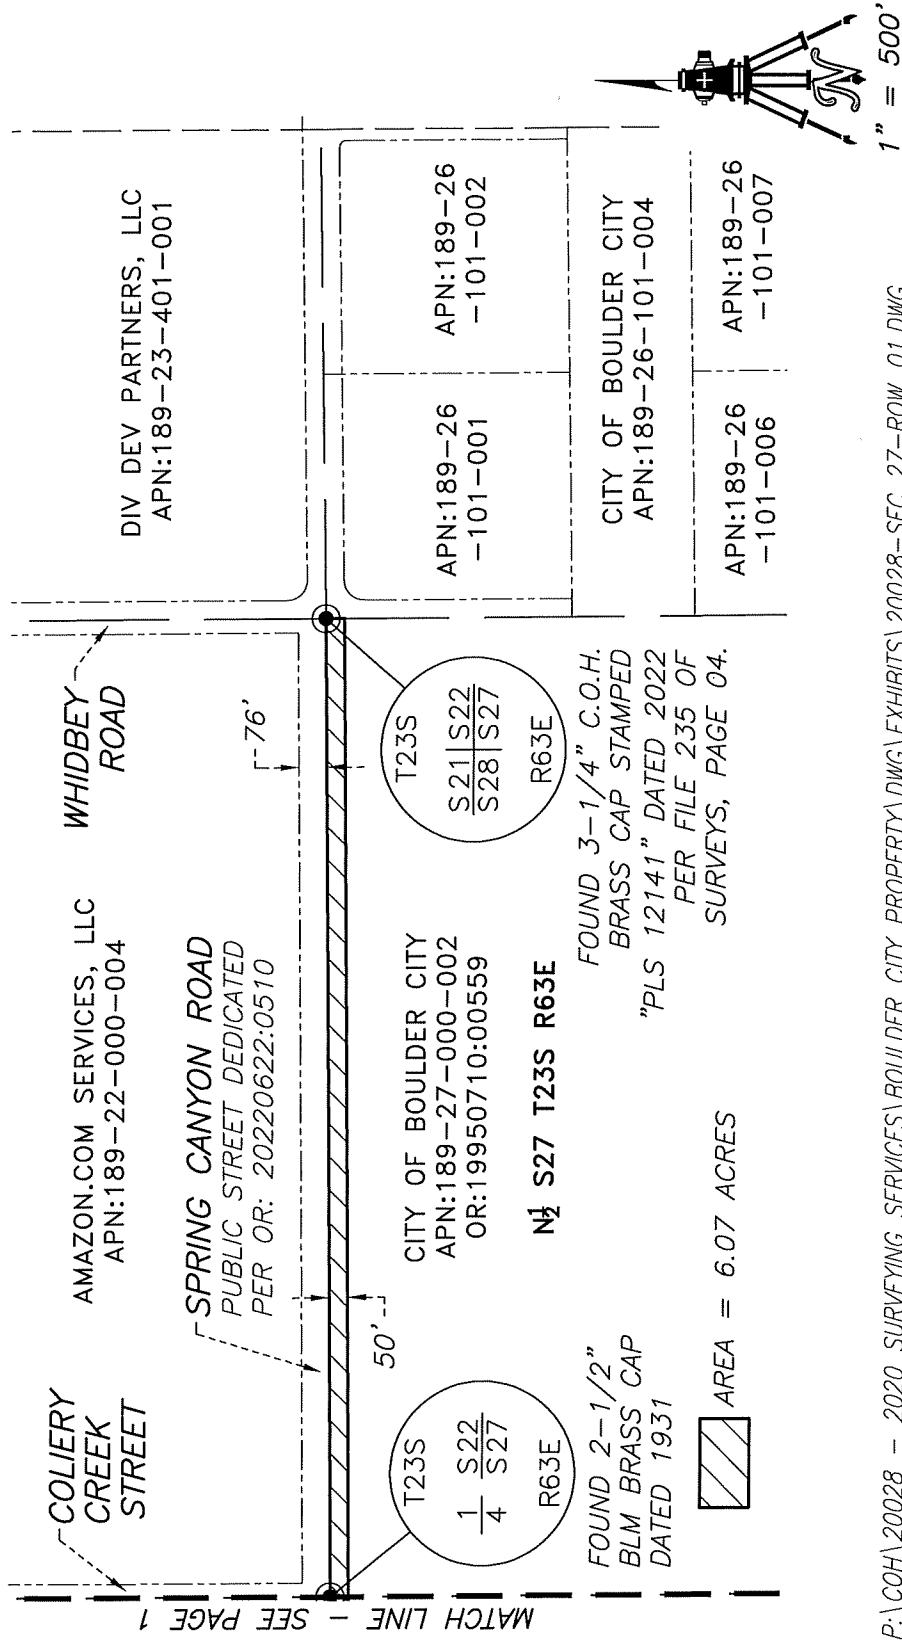 COLIERY
CREEK
STREET
AMAZON.COM SERVICES, LLC
APN:189-22-000-004
WHIDBEY
ROAD
DIV DEV PARTNERS, LLC
APN:189-23-401-001
SPRING CANYON ROAD
PUBLIC STREET DEDICATED
PER OR: 20220622:0510
76'
50'
MATCH LINE - SEE PAGE 1
T23S
1/4 S22
S27
R63E
FOUND 2-1/2"
BLM BRASS CAP
DATED 1931
CITY OF BOULDER CITY
APN:189-27-000-002
OR:19950710:00559
N½ S27 T23S R63E
T23S
S21 S22
S28 S27
R63E
FOUND 3-1/4" C.O.H.
BRASS CAP STAMPED
"PLS 12141" DATED 2022
PER FILE 235 OF
SURVEYS, PAGE 04.
APN:189-26
-101-001
APN:189-26
-101-002
CITY OF BOULDER CITY
APN:189-26-101-004
APN:189-26
-101-006
APN:189-26
-101-007
AREA = 6.07 ACRES
N
1" = 500'
P:\COH\20028 - 2020 SURVEYING SERVICES\BOULDER CITY PROPERTY\DWG\EXHIBITS\20028-SEC 27-ROW 01.DWG